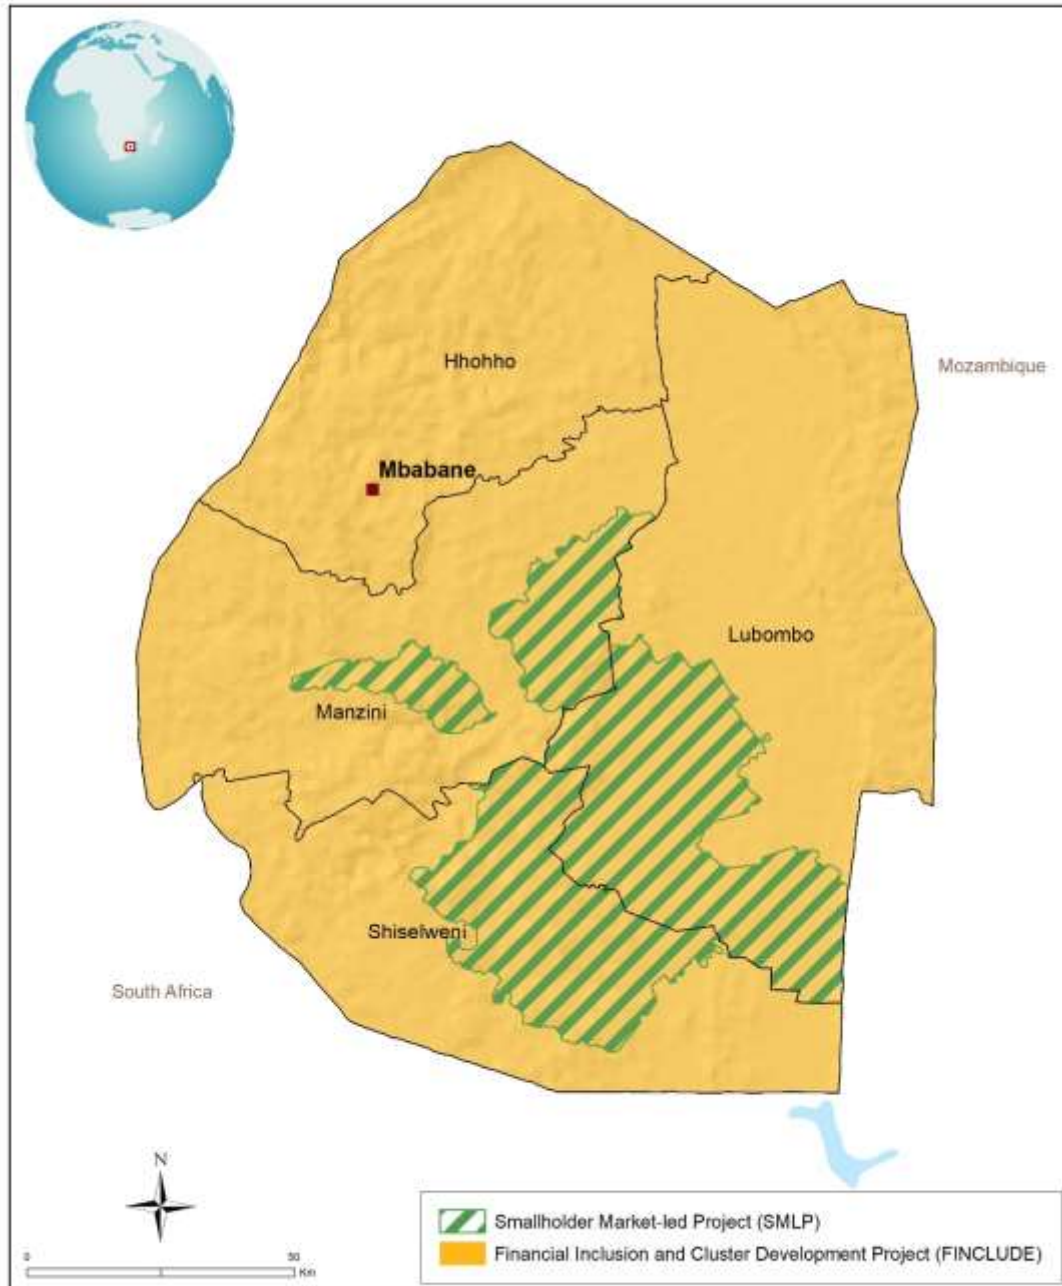 Hhohho
Mozambique
Mbabane
Lubombo
Manzini
Shiselweni
South Africa
N
0 50
Km
Smallholder Market-led Project (SMLP)
Financial Inclusion and Cluster Development Project (FINCLUDE)